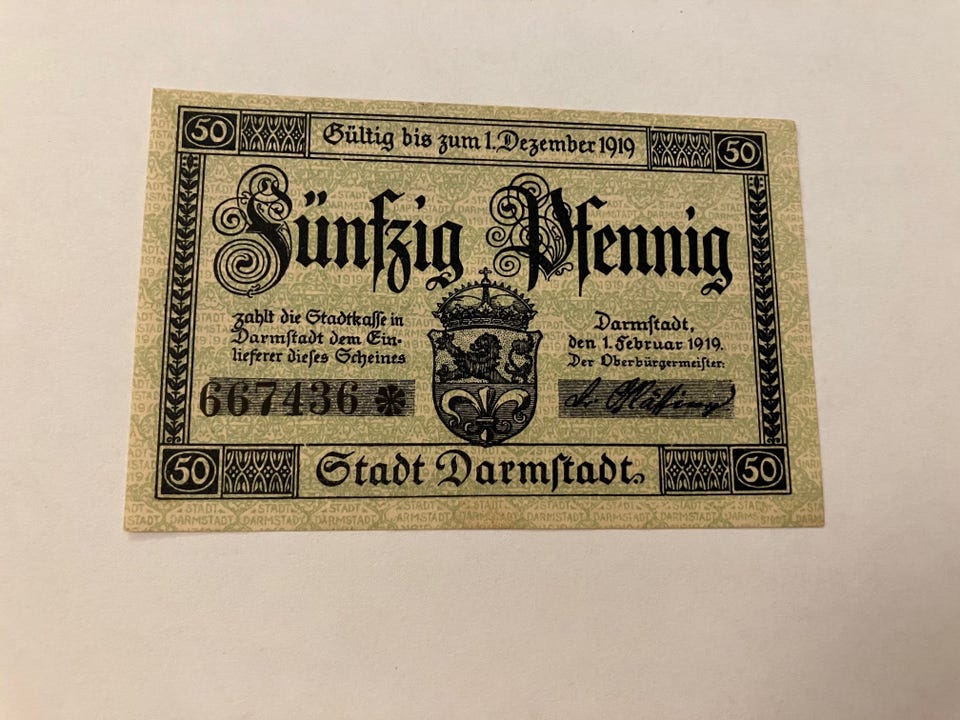 50 Gültig bis zum 1. Dezember 1919 50
Fünfzig Pfennig
zahlt die Stadtkasse in
Darmstadt dem Ein-
lieferer dieses Scheines
667436 *
Darmstadt,
den 1. Februar 1919.
Der Oberbürgermeister:
50 Stadt Darmstadt. 50